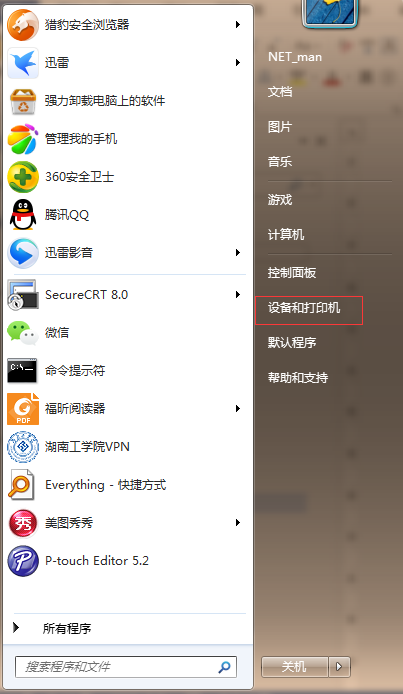 猎豹安全浏览器
迅雷
强力卸载电脑上的软件
管理我的手机
360安全卫士
腾讯QQ
迅雷影音
SecureCRT 8.0
微信
命令提示符
福昕阅读器
湖南工学院VPN
Everything - 快捷方式
美图秀秀
P-touch Editor 5.2
所有程序
搜索程序和文件
NET_man
文档
图片
音乐
游戏
计算机
控制面板
设备和打印机
默认程序
帮助和支持
关机
C:\_
PDF
秀
P